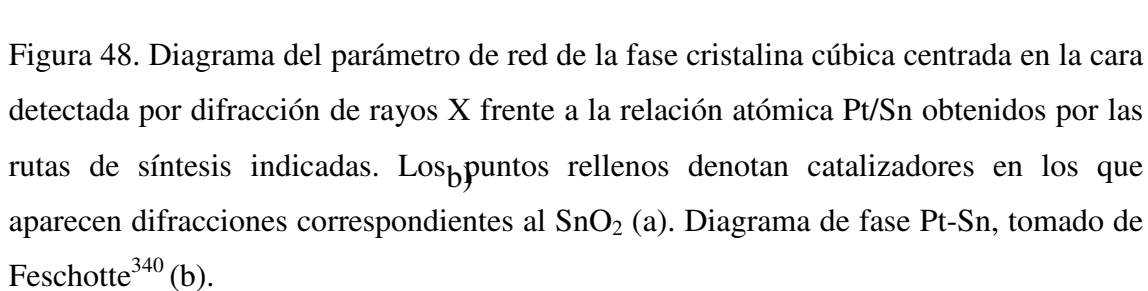 Figura 48. Diagrama del parámetro de red de la fase cristalina cúbica centrada en la cara
detectada por difracción de rayos X frente a la relación atómica Pt/Sn obtenidos por las
rutas de síntesis indicadas. Los puntos rellenos denotan catalizadores en los que
b)
aparecen difracciones correspondientes al SnO₂ (a). Diagrama de fase Pt-Sn, tomado de
Feschotte³⁴⁰ (b).